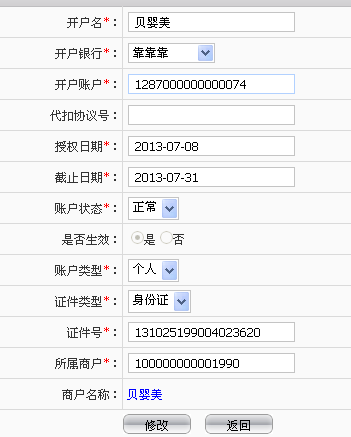 开户名*： 贝婴美
开户银行*： 靠靠靠
开户账户*： 1287000000000074
代扣协议号：
授权日期*： 2013-07-08
截止日期*： 2013-07-31
账户状态*： 正常
是否生效： 是 否
账户类型*： 个人
证件类型*： 身份证
证件号*： 131025199004023620
所属商户*： 100000000001990
商户名称： 贝婴美
修改 返回